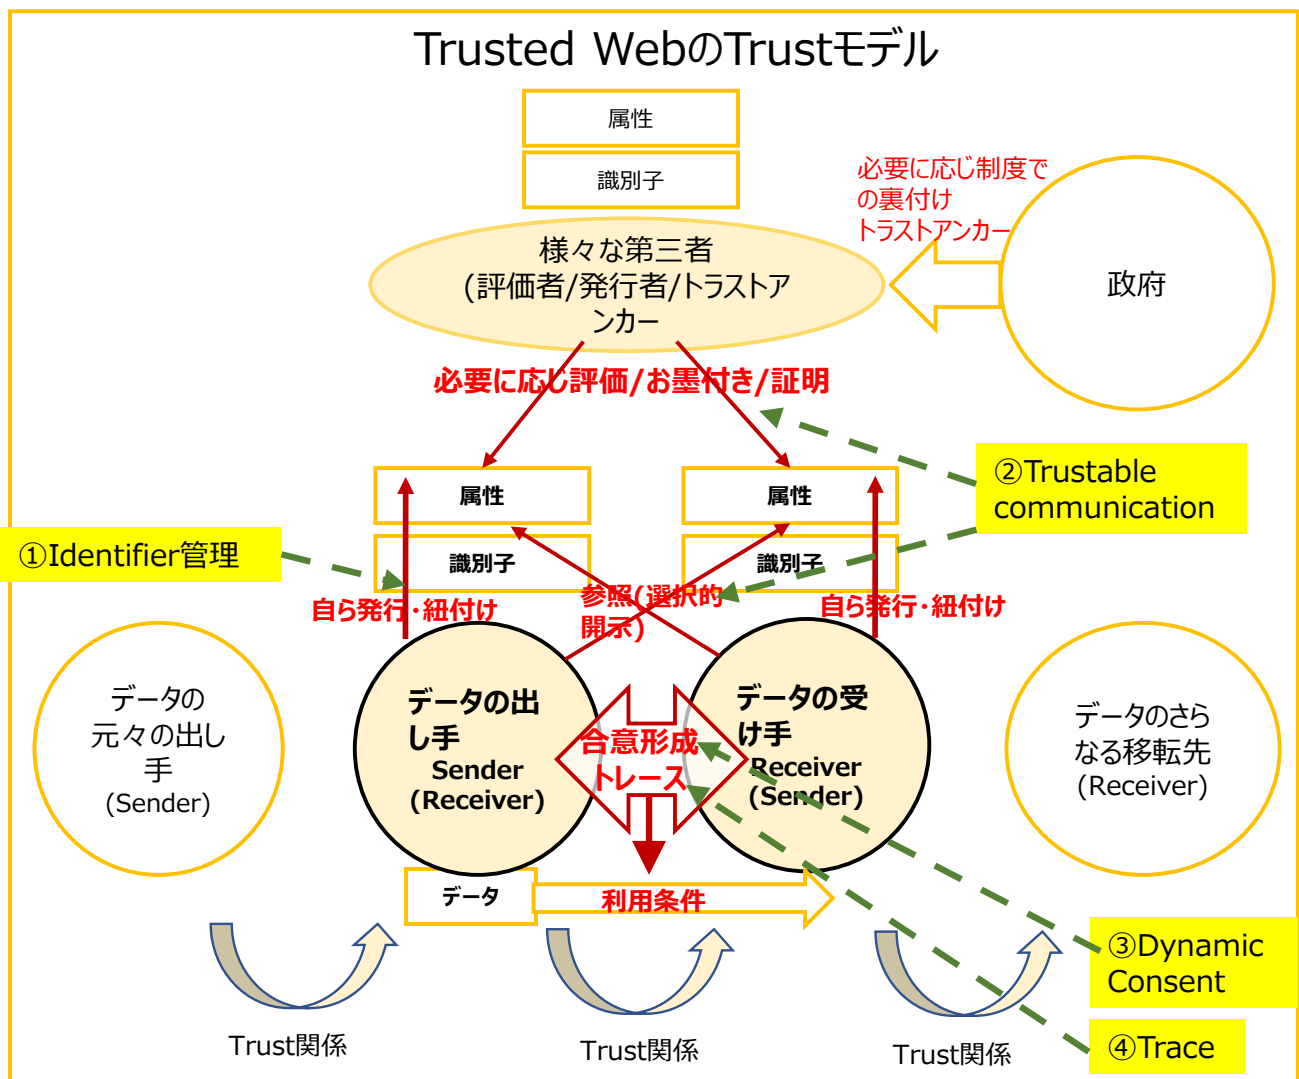 Trusted WebのTrustモデル
属性
識別子
必要に応じ制度で
の裏付け
トラストアンカー
様々な第三者
(評価者/発行者/トラストア
ンカー
政府
必要に応じ評価/お墨付き/証明
②Trustable
communication
属性
属性
①Identifier管理
識別子
識別子
自ら発行・紐付け
参照(選択的
開示)
自ら発行・紐付け
データの
元々の出し
手
(Sender)
データの出
し手
Sender
(Receiver)
合意形成
トレース
データの受
け手
Receiver
(Sender)
データのさら
なる移転先
(Receiver)
データ
利用条件
③Dynamic
Consent
Trust関係
Trust関係
Trust関係
④Trace